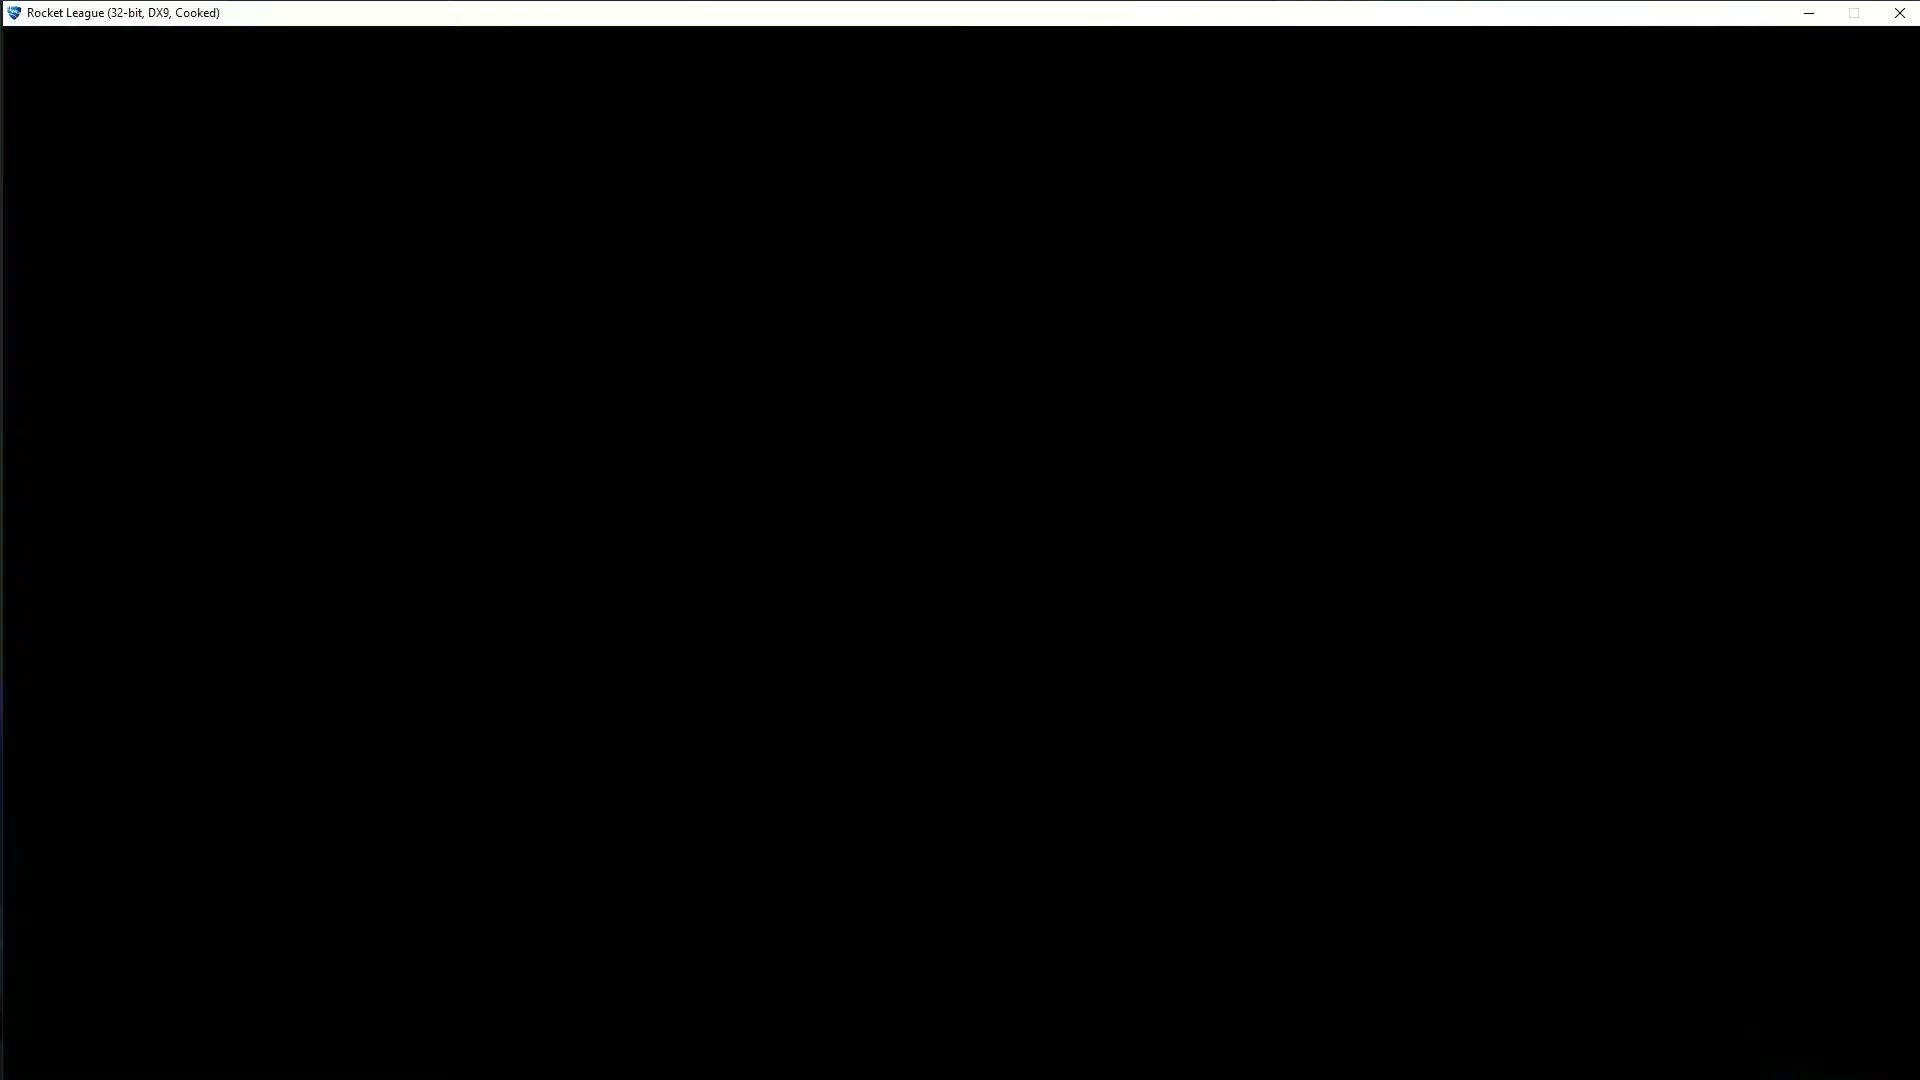 Rocket League (32-bit, DX9, Cooked)